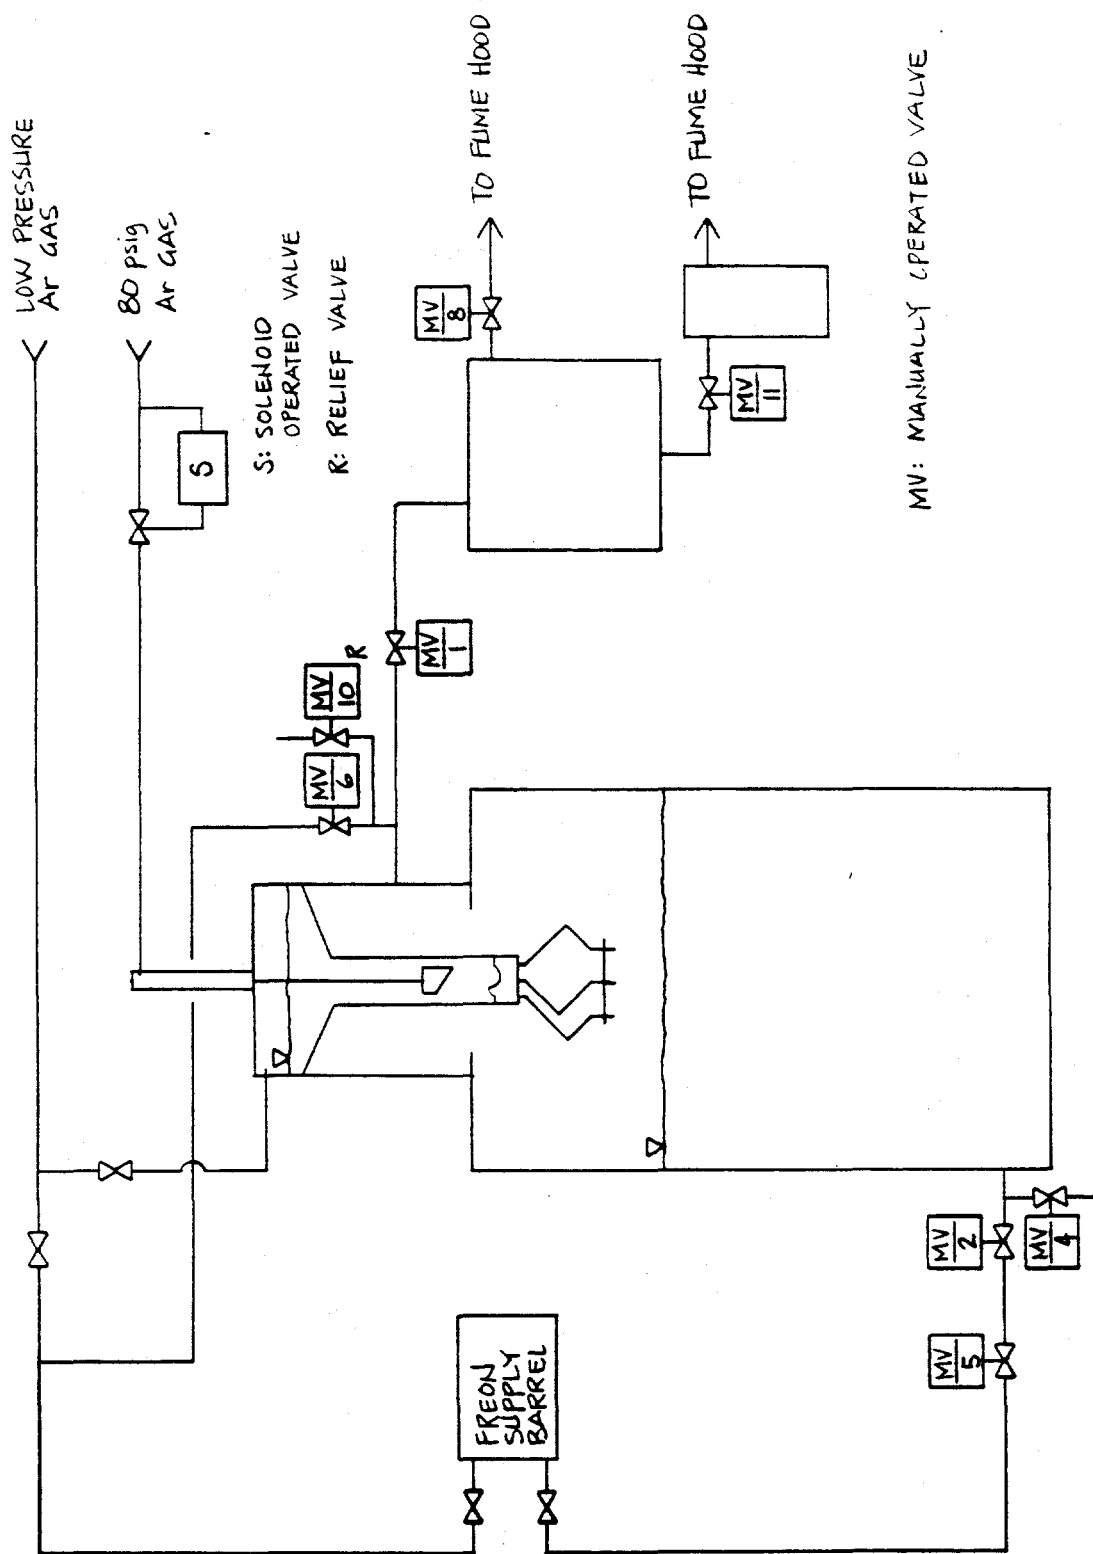 LOW PRESSURE
Ar GAS
80 psig
Ar GAS
S
S: SOLENOID
OPERATED VALVE
R: RELIEF VALVE
MV
10
R
MV
6
MV
1
MV
8
TO FUME HOOD
MV
11
TO FUME HOOD
MV: MANUALLY OPERATED VALVE
FREON
SUPPLY
BARREL
MV
2
MV
4
MV
5